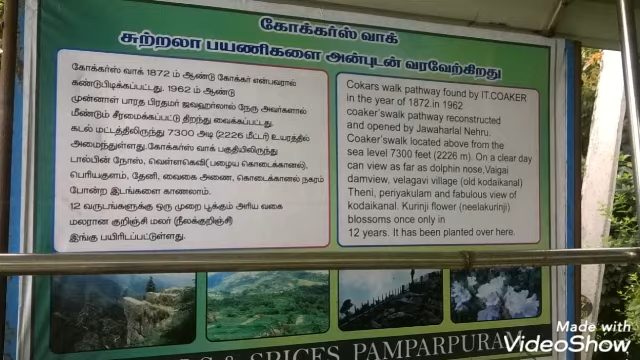 கோக்கர்ஸ் வாக்
சுற்றலா பயணிகளை அன்புடன் வரவேற்கிறது
கோக்கர்ஸ் வாக் 1872 ம் ஆண்டு கோக்கர் என்பவரால்
கண்டுபிடிக்கப்பட்டது. 1962 ம் ஆண்டு
முன்னாள் பாரத பிரதமர் ஜவஹர்லால் நேரு அவர்களால்
மீண்டும் சீரமைக்கப்பட்டு திறந்து வைக்கப்பட்டது.
கடல் மட்டத்திலிருந்து 7300 அடி (2226 மீட்டர்) உயரத்தில்
அமைந்துள்ளது.கோக்கர்ஸ் வாக் பகுதியிலிருந்து
டால்பின் நோஸ், வெள்ளகெவி(பழைய கொடைக்கானல்),
பெரியகுளம், தேனி, வைகை அணை, கொடைக்கானல் நகரம்
போன்ற இடங்களை காணலாம்.
12 வருடங்களுக்கு ஒரு முறை பூக்கும் அரிய வகை
மலரான குறிஞ்சி மலர் (நீலக்குறிஞ்சி)
இங்கு பயிரிடப்பட்டுள்ளது.
Cokars walk pathway found by IT.COAKER
in the year of 1872.in 1962
coaker'swalk pathway reconstructed
and opened by Jawaharlal Nehru.
Coaker'swalk located above from the
sea level 7300 feet (2226 m). On a clear day
can view as far as dolphin nose,Vaigai
damview, velagavi village (old kodaikanal)
Theni, periyakulam and fabulous view of
kodaikanal. Kurinji flower (neelakurinji)
blossoms once only in
12 years. It has been planted over here.
& SPICES PAMPARPURA
Made with
VideoShow